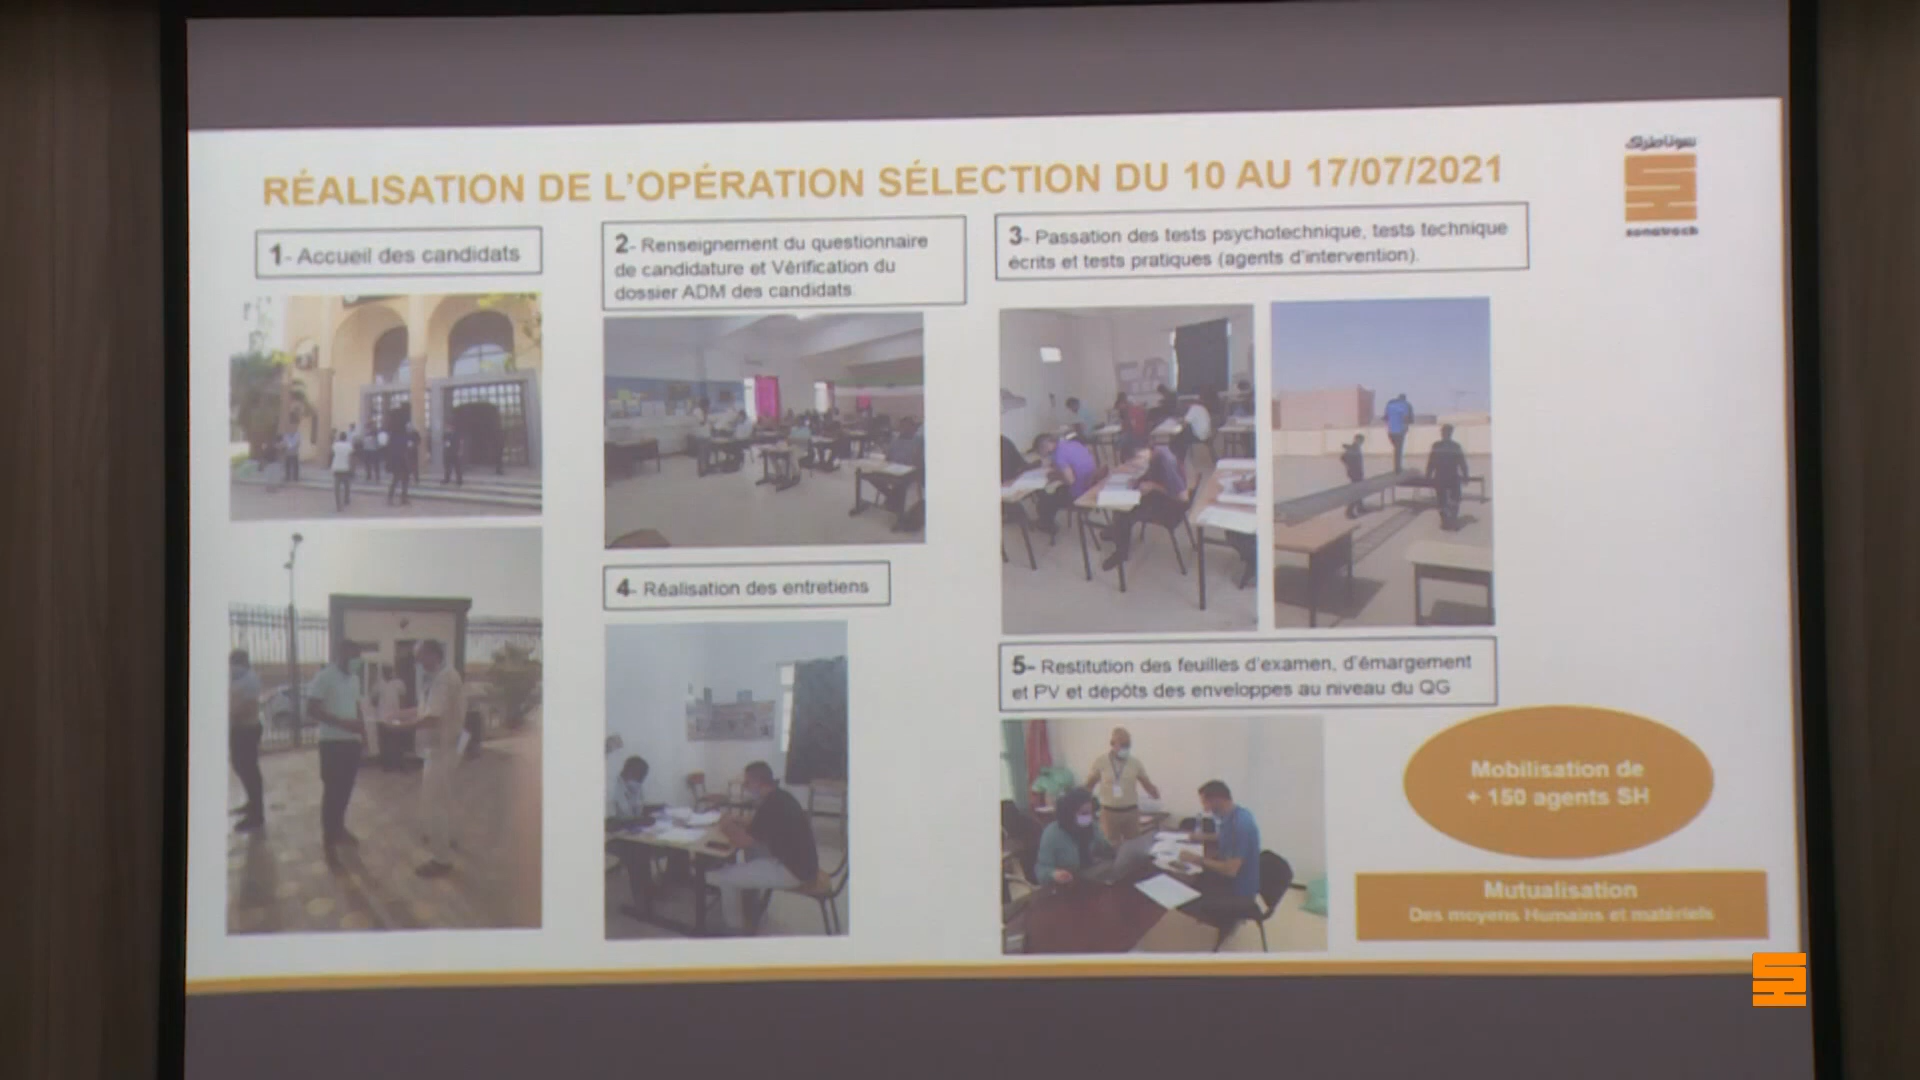 RÉALISATION DE L'OPÉRATION SÉLECTION DU 10 AU 17/07/2021
سوناطراك
sonatrach
1- Accueil des candidats
2- Renseignement du questionnaire
de candidature et Vérification du
dossier ADM des candidats
3- Passation des tests psychotechnique, tests technique
écrits et tests pratiques (agents d'intervention).
4- Réalisation des entretiens
5- Restitution des feuilles d'examen, d'émargement
et PV et dépôts des enveloppes au niveau du QG
Mobilisation de
+ 150 agents SH
Mutualisation
Des moyens Humains et matériels